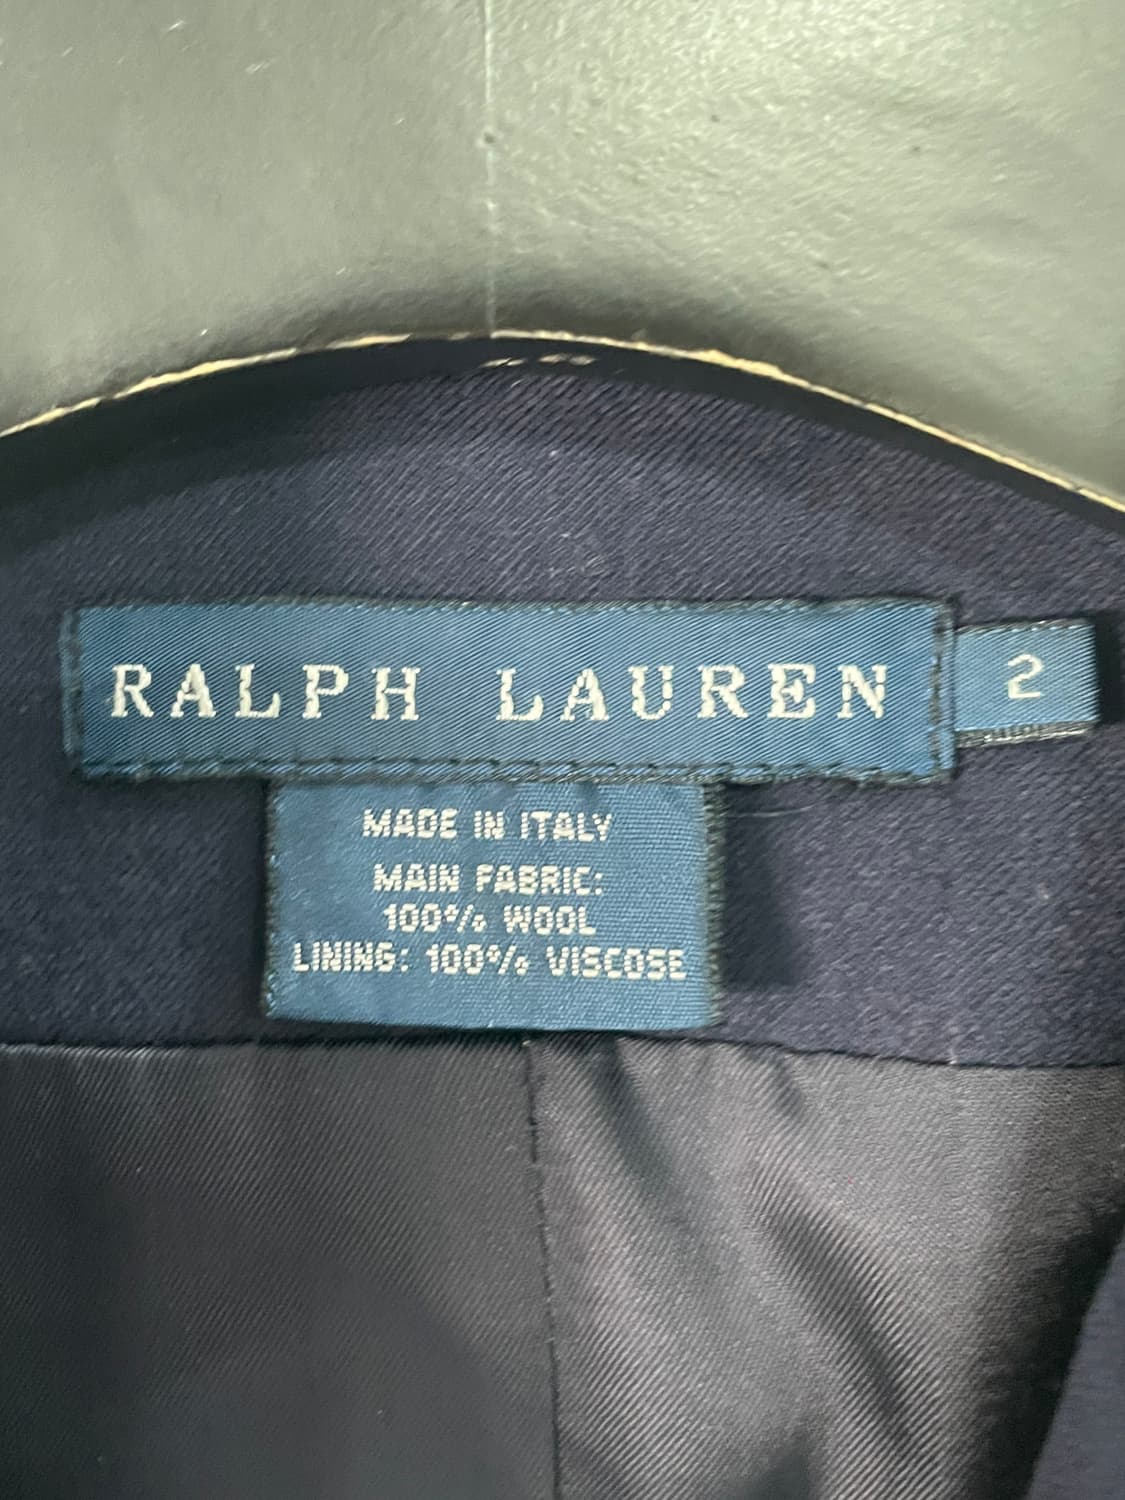 RALPH LAUREN
2
MADE IN ITALY
MAIN FABRIC:
100% WOOL
LINING: 100% VISCOSE